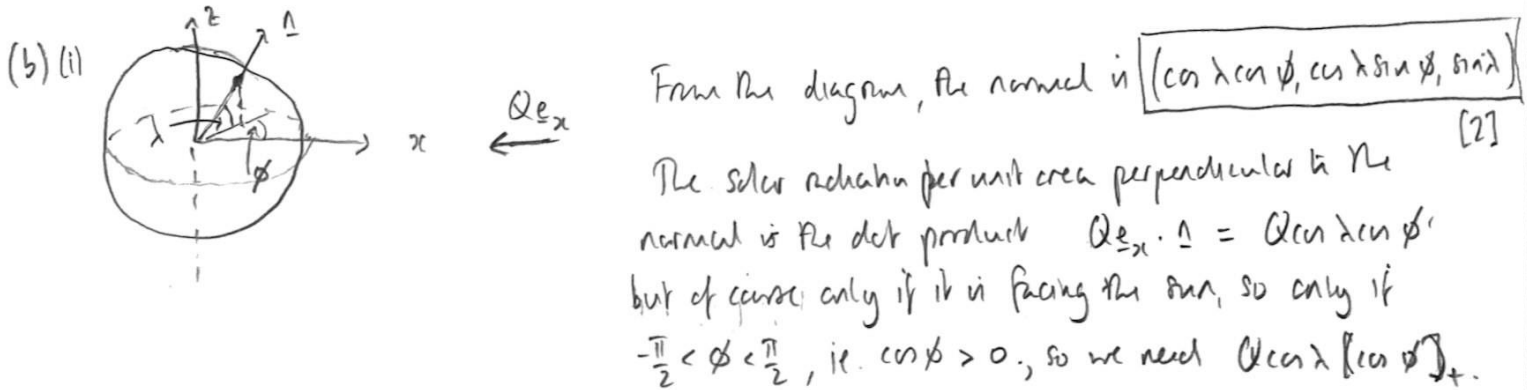 (b) (i)
z
n
λ
ϕ
x
Qe_x
From the diagram, the normal is (cos λ cos ϕ, cos λ sin ϕ, sin λ)
[2]
The solar radiation per unit area perpendicular to the
normal is the dot product Qe_x · n = Q cos λ cos ϕ.
but of course only if it is facing the sun, so only if
-π/2 < ϕ < π/2, ie. cos ϕ > 0, so we need Q cos λ [cos ϕ]_+.